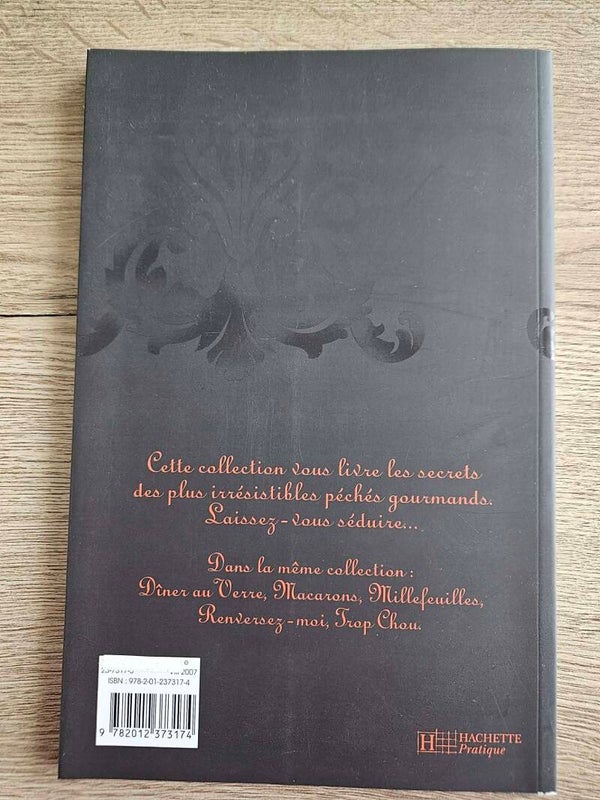 Cette collection vous livre les secrets
des plus irrésistibles péchés gourmands.
Laissez-vous séduire...
Dans la même collection :
Dîner au Verre, Macarons, Millefeuilles,
Renversez-moi, Trop Chou.
2007
ISBN : 978-2-01-237317-4
9 782012 373174
H HACHETTE
Pratique